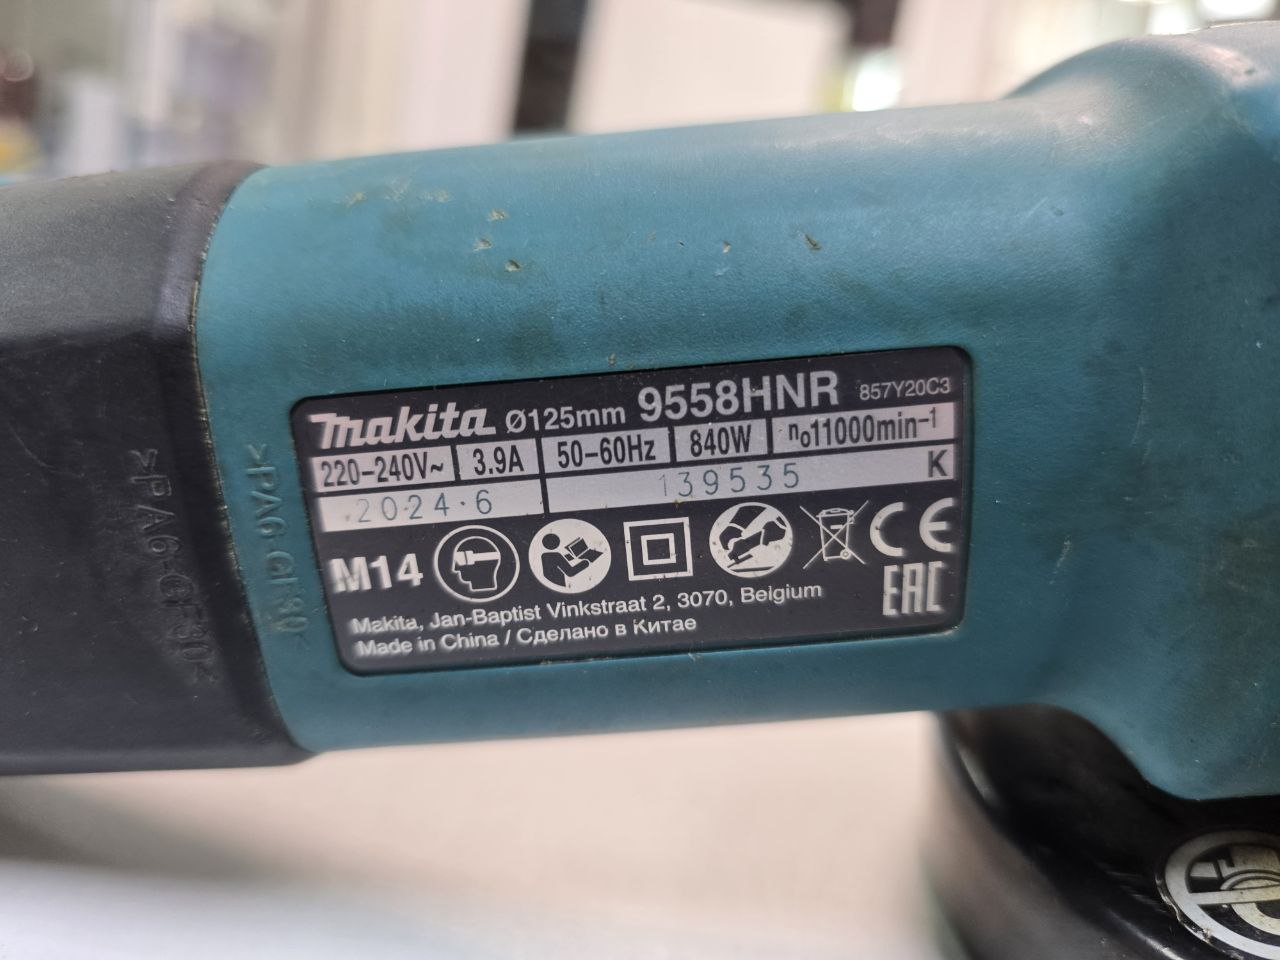 makita Ø125mm 9558HNR 857Y20C3
220-240V~ 3.9A 50-60Hz 840W n₀11000min⁻¹
2024.6 139535 K
M14 CE
EAC
Makita, Jan-Baptist Vinkstraat 2, 3070, Belgium
Made in China / Сделано в Китае
>PA6-GF30<
>PA6-GF30<